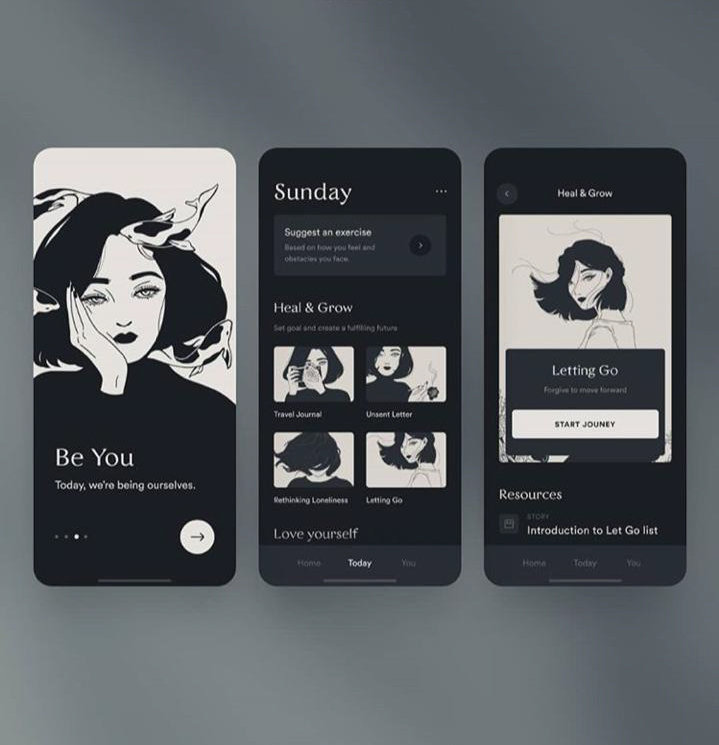 Be You
Today, we're being ourselves.
Sunday
Suggest an exercise
Based on how you feel and
obstacles you face.
Heal & Grow
Set goal and create a fulfilling future
Travel Journal
Unsent Letter
Rethinking Loneliness
Letting Go
Love yourself
Home
Today
You
Heal & Grow
Letting Go
Forgive to move forward
START JOUNEY
Resources
STORY
Introduction to Let Go list
Home
Today
You